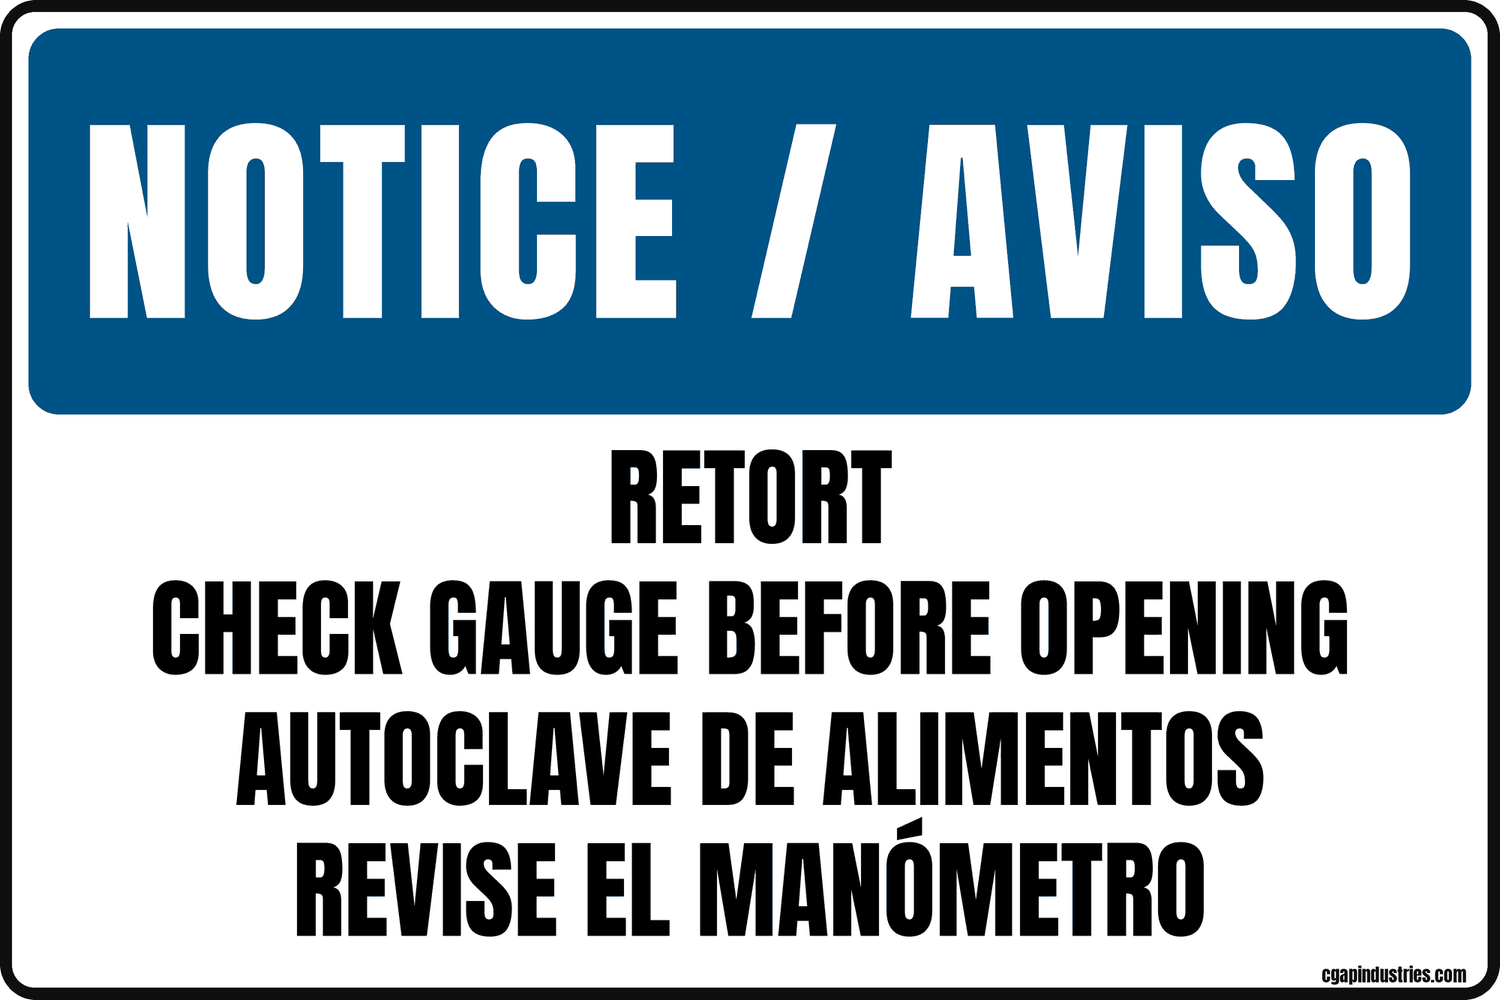 NOTICE / AVISO
RETORT
CHECK GAUGE BEFORE OPENING
AUTOCLAVE DE ALIMENTOS
REVISE EL MANÓMETRO
cgapindustries.com